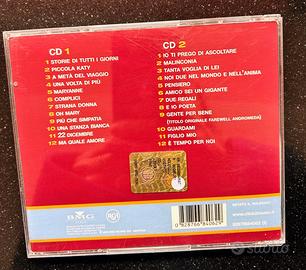 CD 1
1 STORIE DI TUTTI I GIORNI
2 PICCOLA KATY
3 A METÀ DEL VIAGGIO
4 UNA VOLTA DI PIÙ
5 MARYANNE
6 COMPLICI
7 STRANA DONNA
8 OH MARY
9 PIÙ CHE SIMPATIA
10 UNA STANZA BIANCA
11 22 DICEMBRE
12 MA QUALE AMORE
CD 2
1 IO TI PREGO DI ASCOLTARE
2 MALINCONIA
3 TANTA VOGLIA DI LEI
4 NOI DUE NEL MONDO E NELL'ANIMA
5 PENSIERO
6 AMICO SEI UN GIGANTE
7 DUE REGALI
8 E IO POETA
9 GENTE PER BENE
(TITOLO ORIGINALE FAREWELL ANDROMEDA)
10 GUARDAMI
11 FIGLIO MIO
12 È TEMPO PER NOI
BMG
RCA
0 828766 840629
Subito